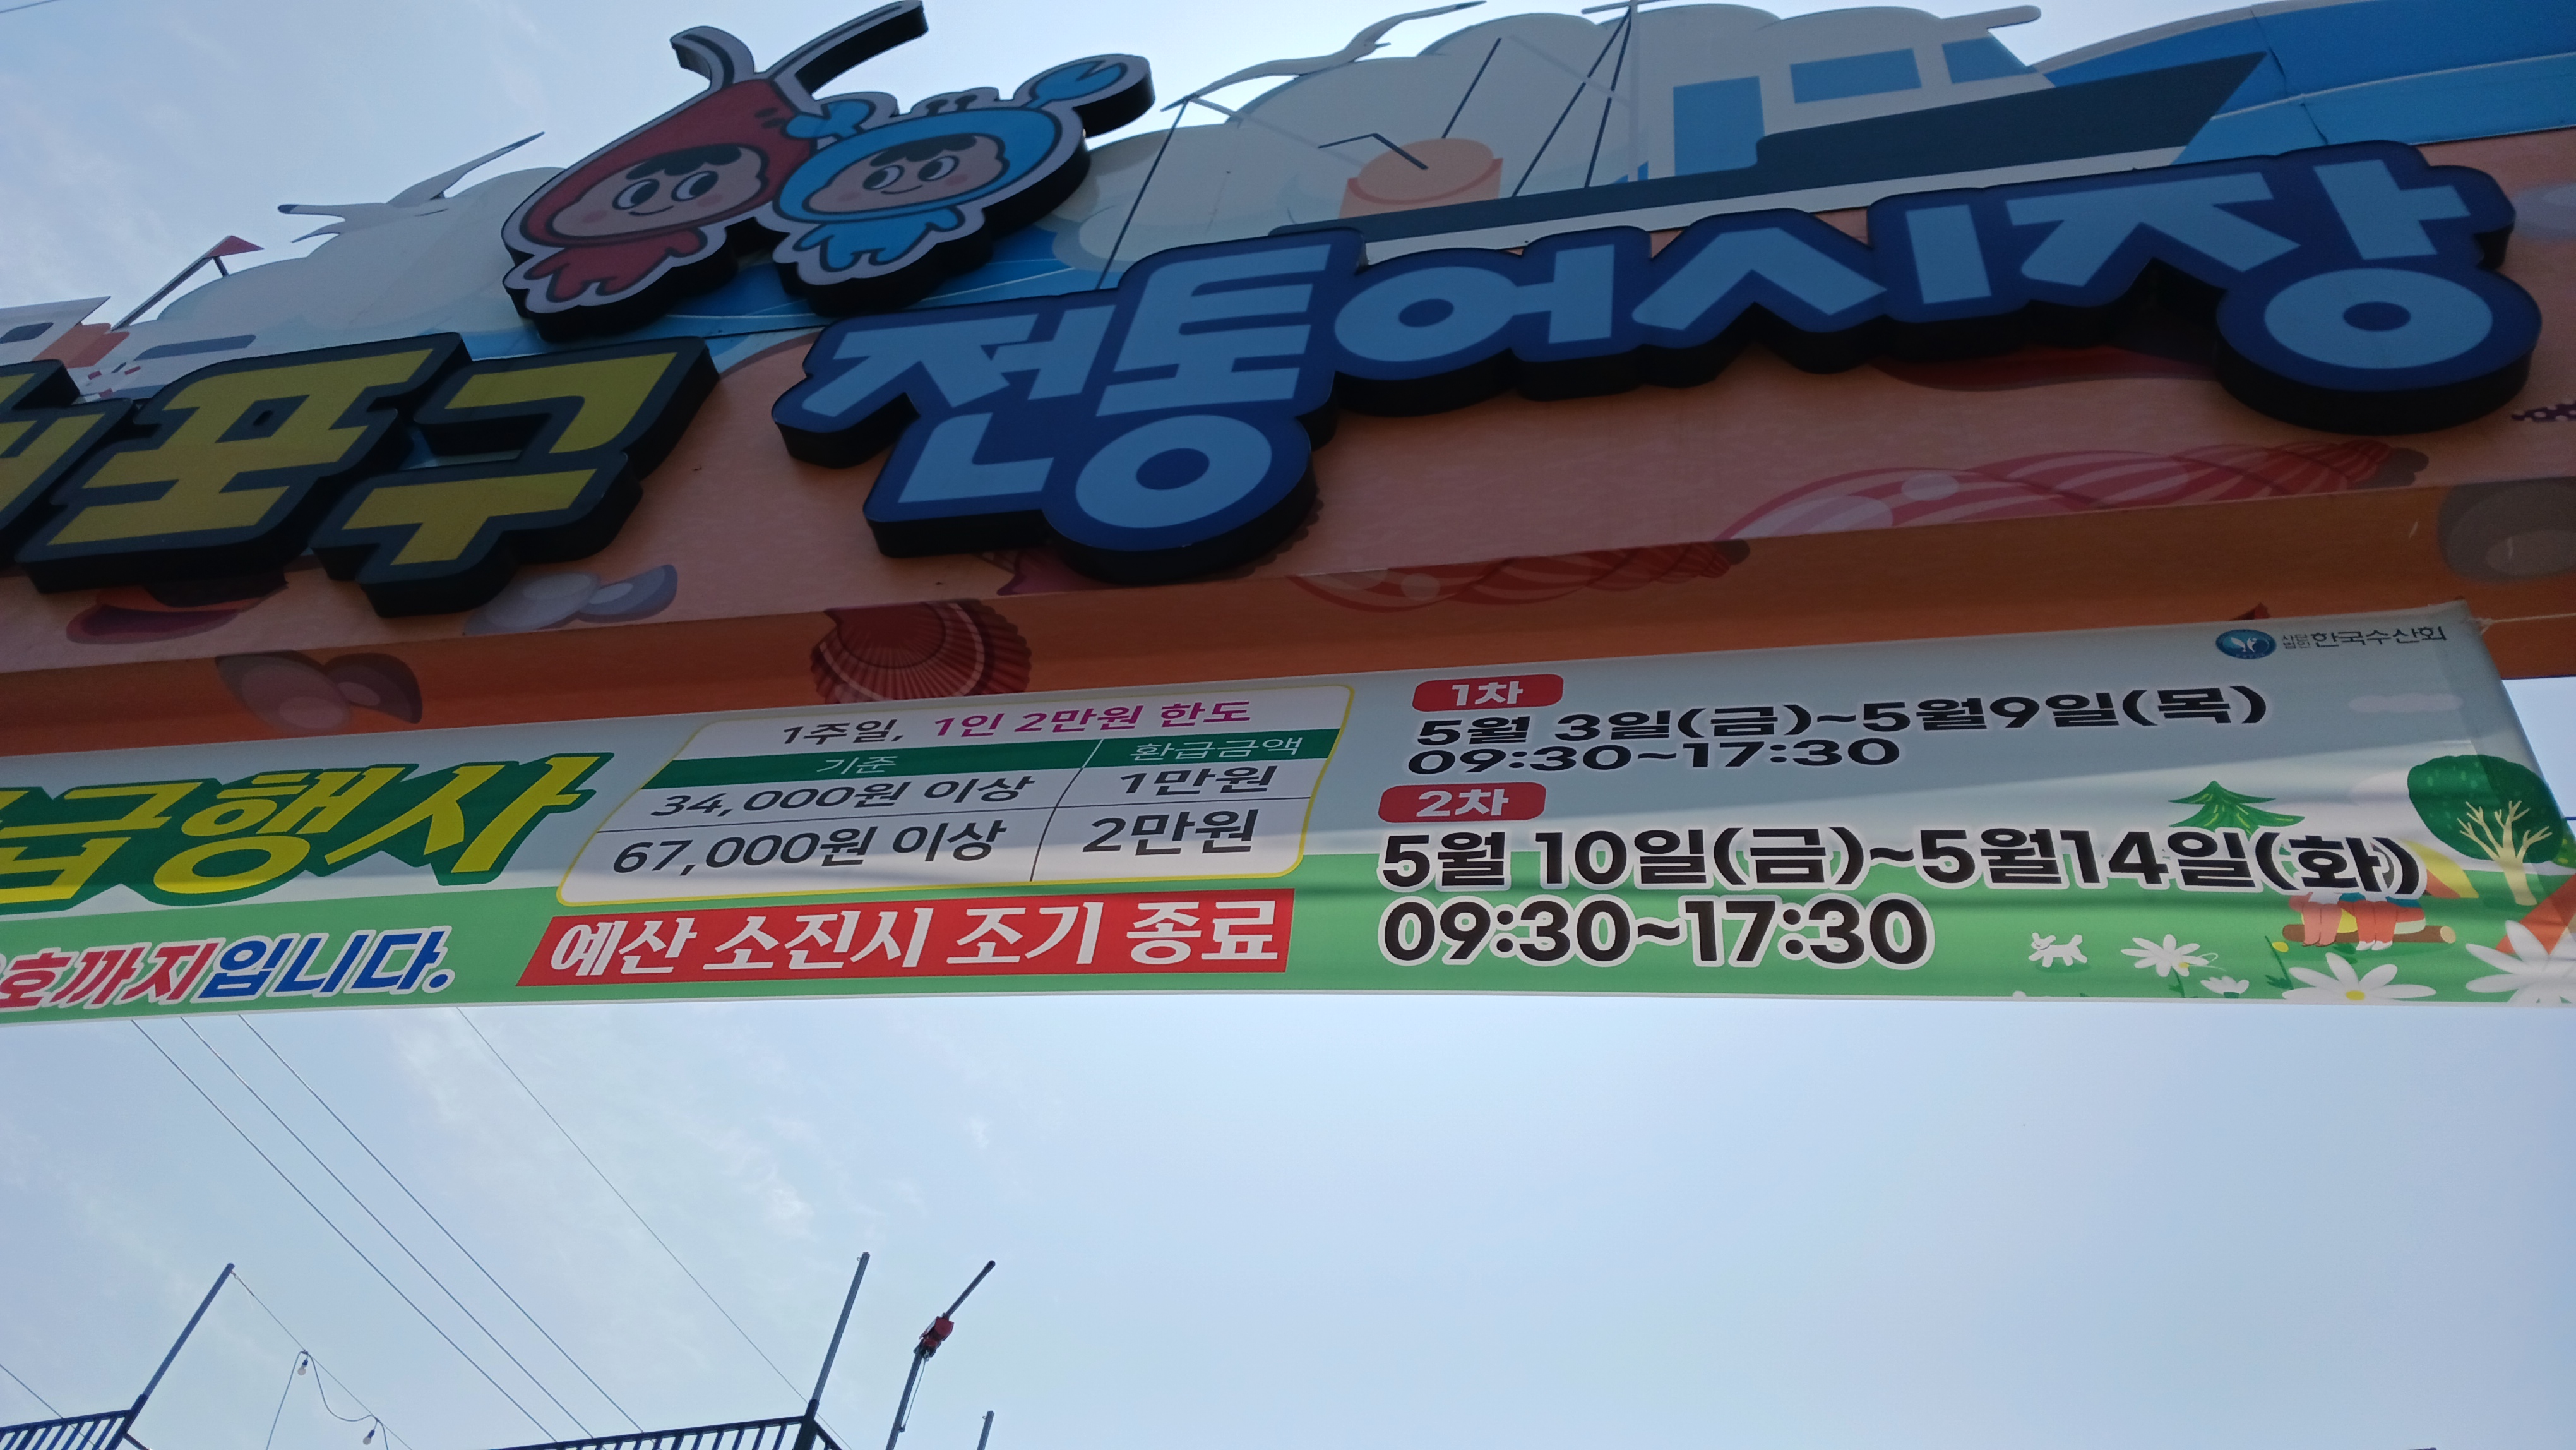 포구 전통어시장
사단법인 한국수산회
급행사
1주일, 1인 2만원 한도
기준 환급금액
34,000원 이상 1만원
67,000원 이상 2만원
예산 소진시 조기 종료
호까지입니다.
1차
5월 3일(금)~5월9일(목)
09:30~17:30
2차
5월 10일(금)~5월14일(화)
09:30~17:30